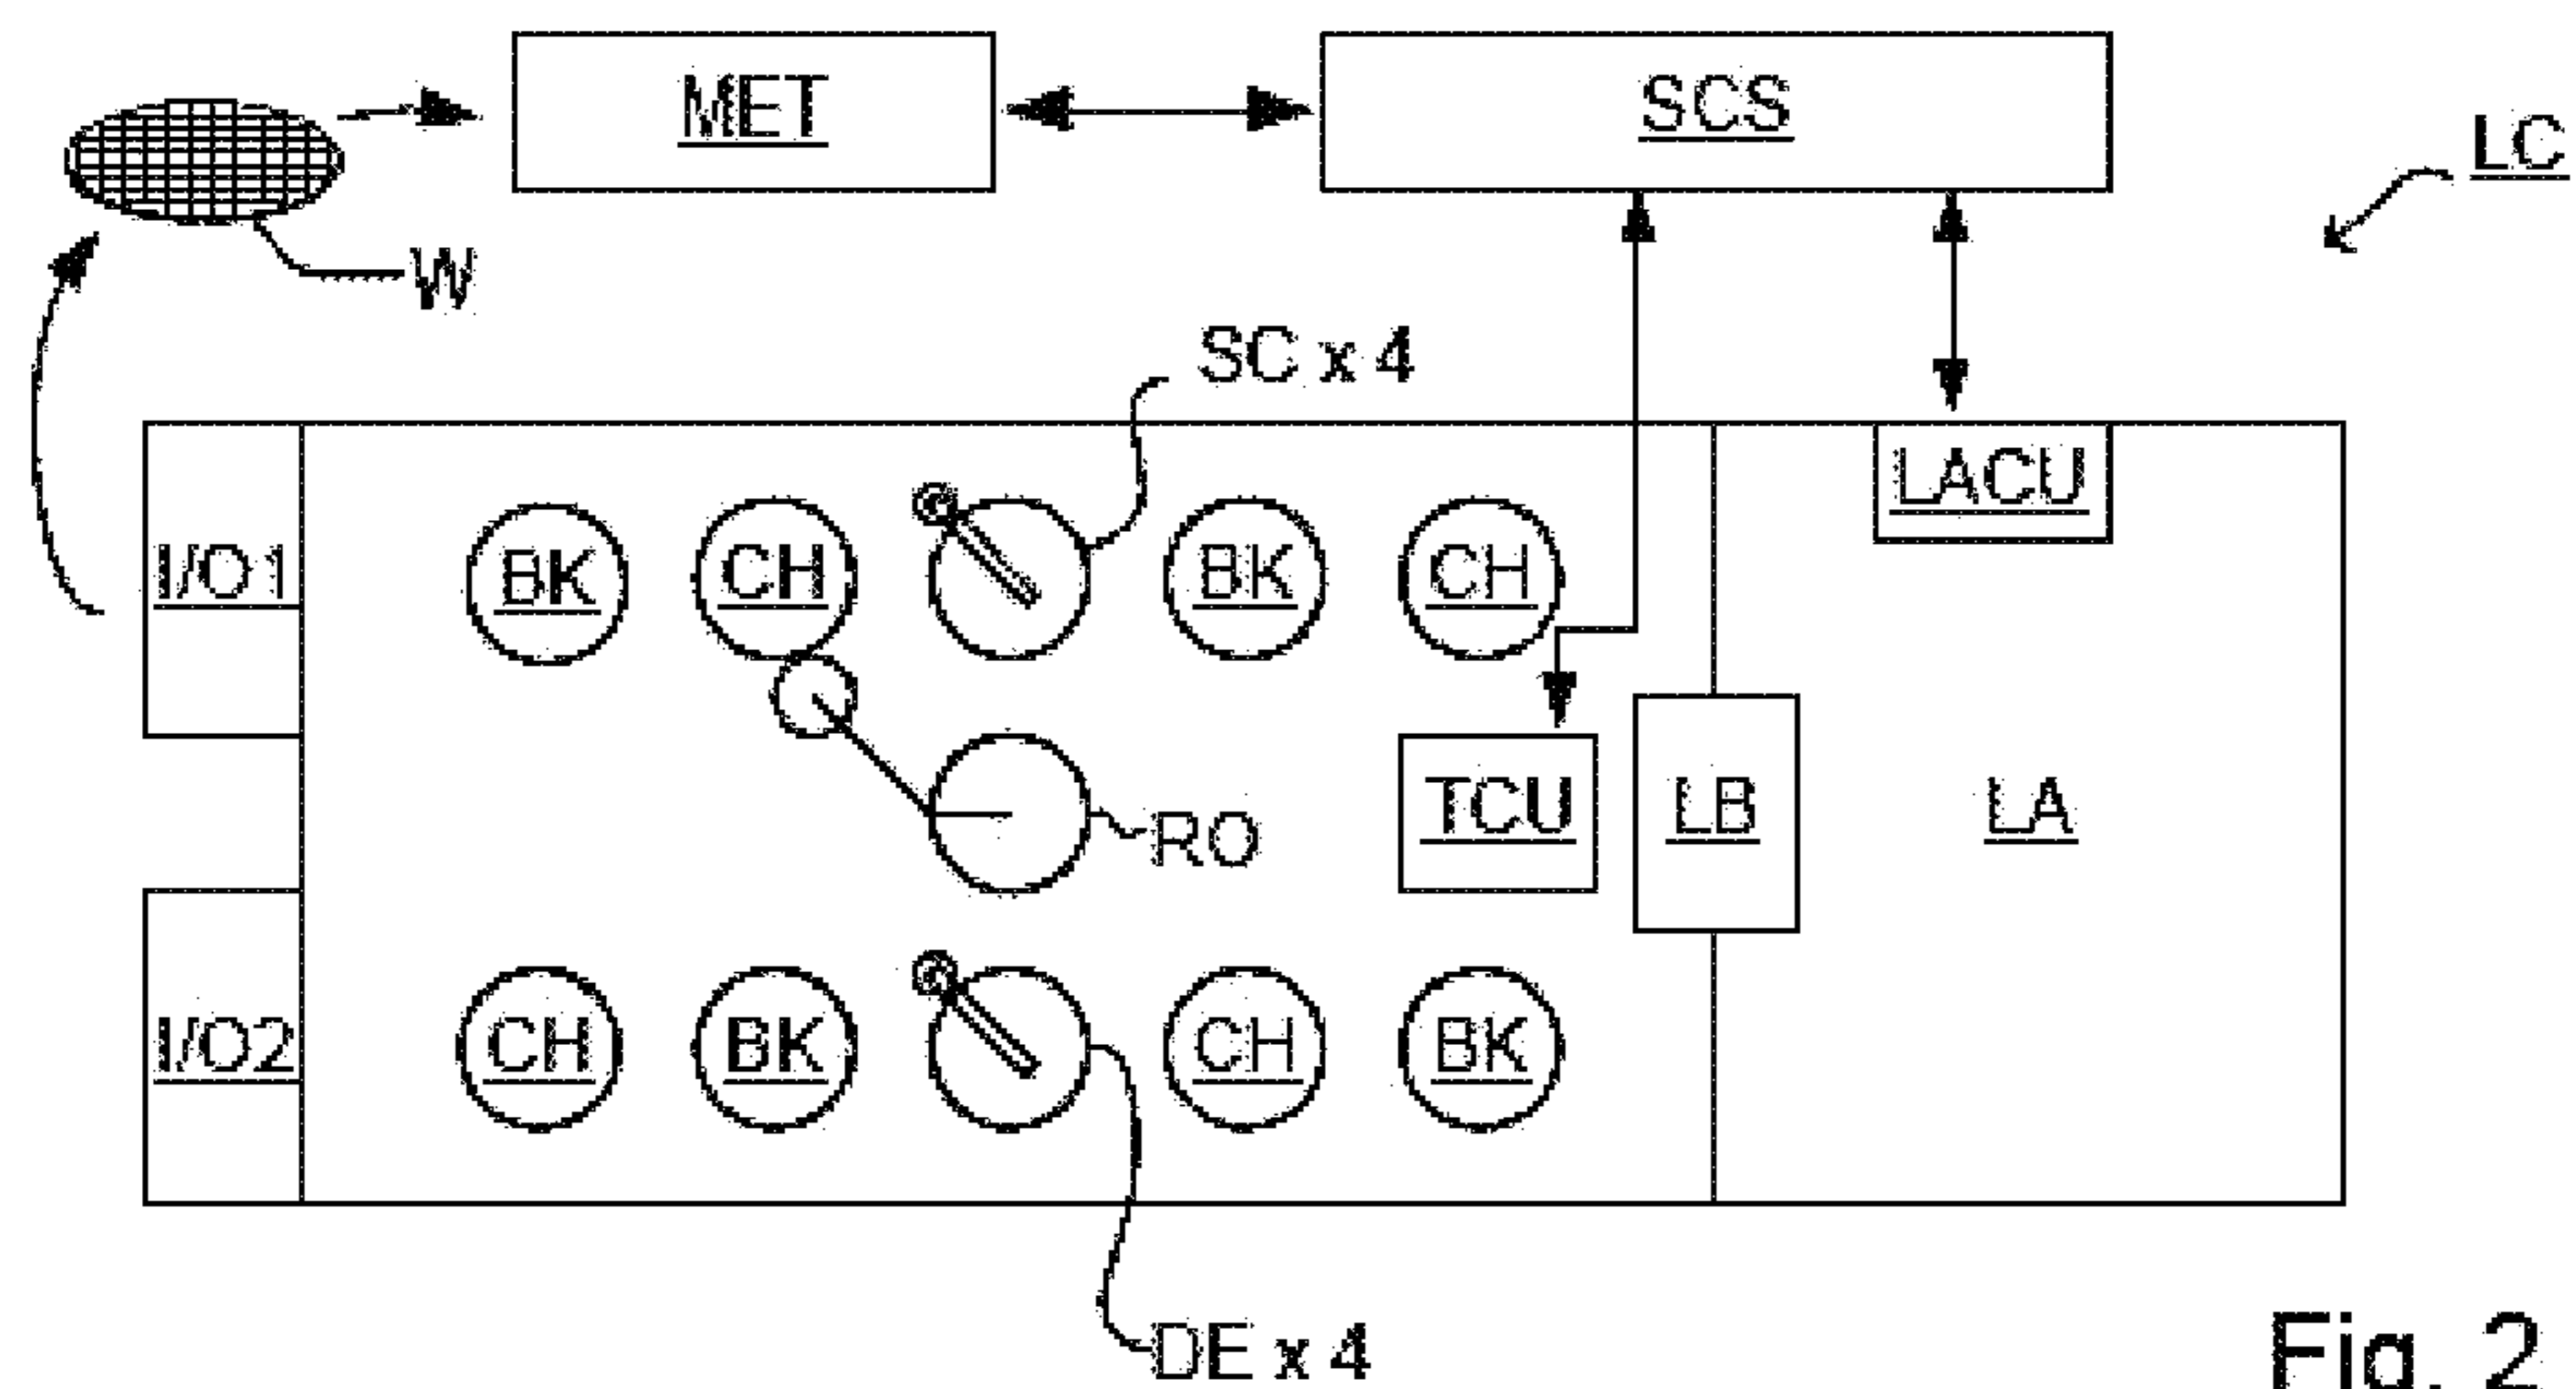 MET
SCS
LC
W
SC x 4
LACU
I/O1
BK
CH
BK
CH
TCU
LB
LA
RO
I/O2
CH
BK
CH
BK
DE x 4
Fig. 2